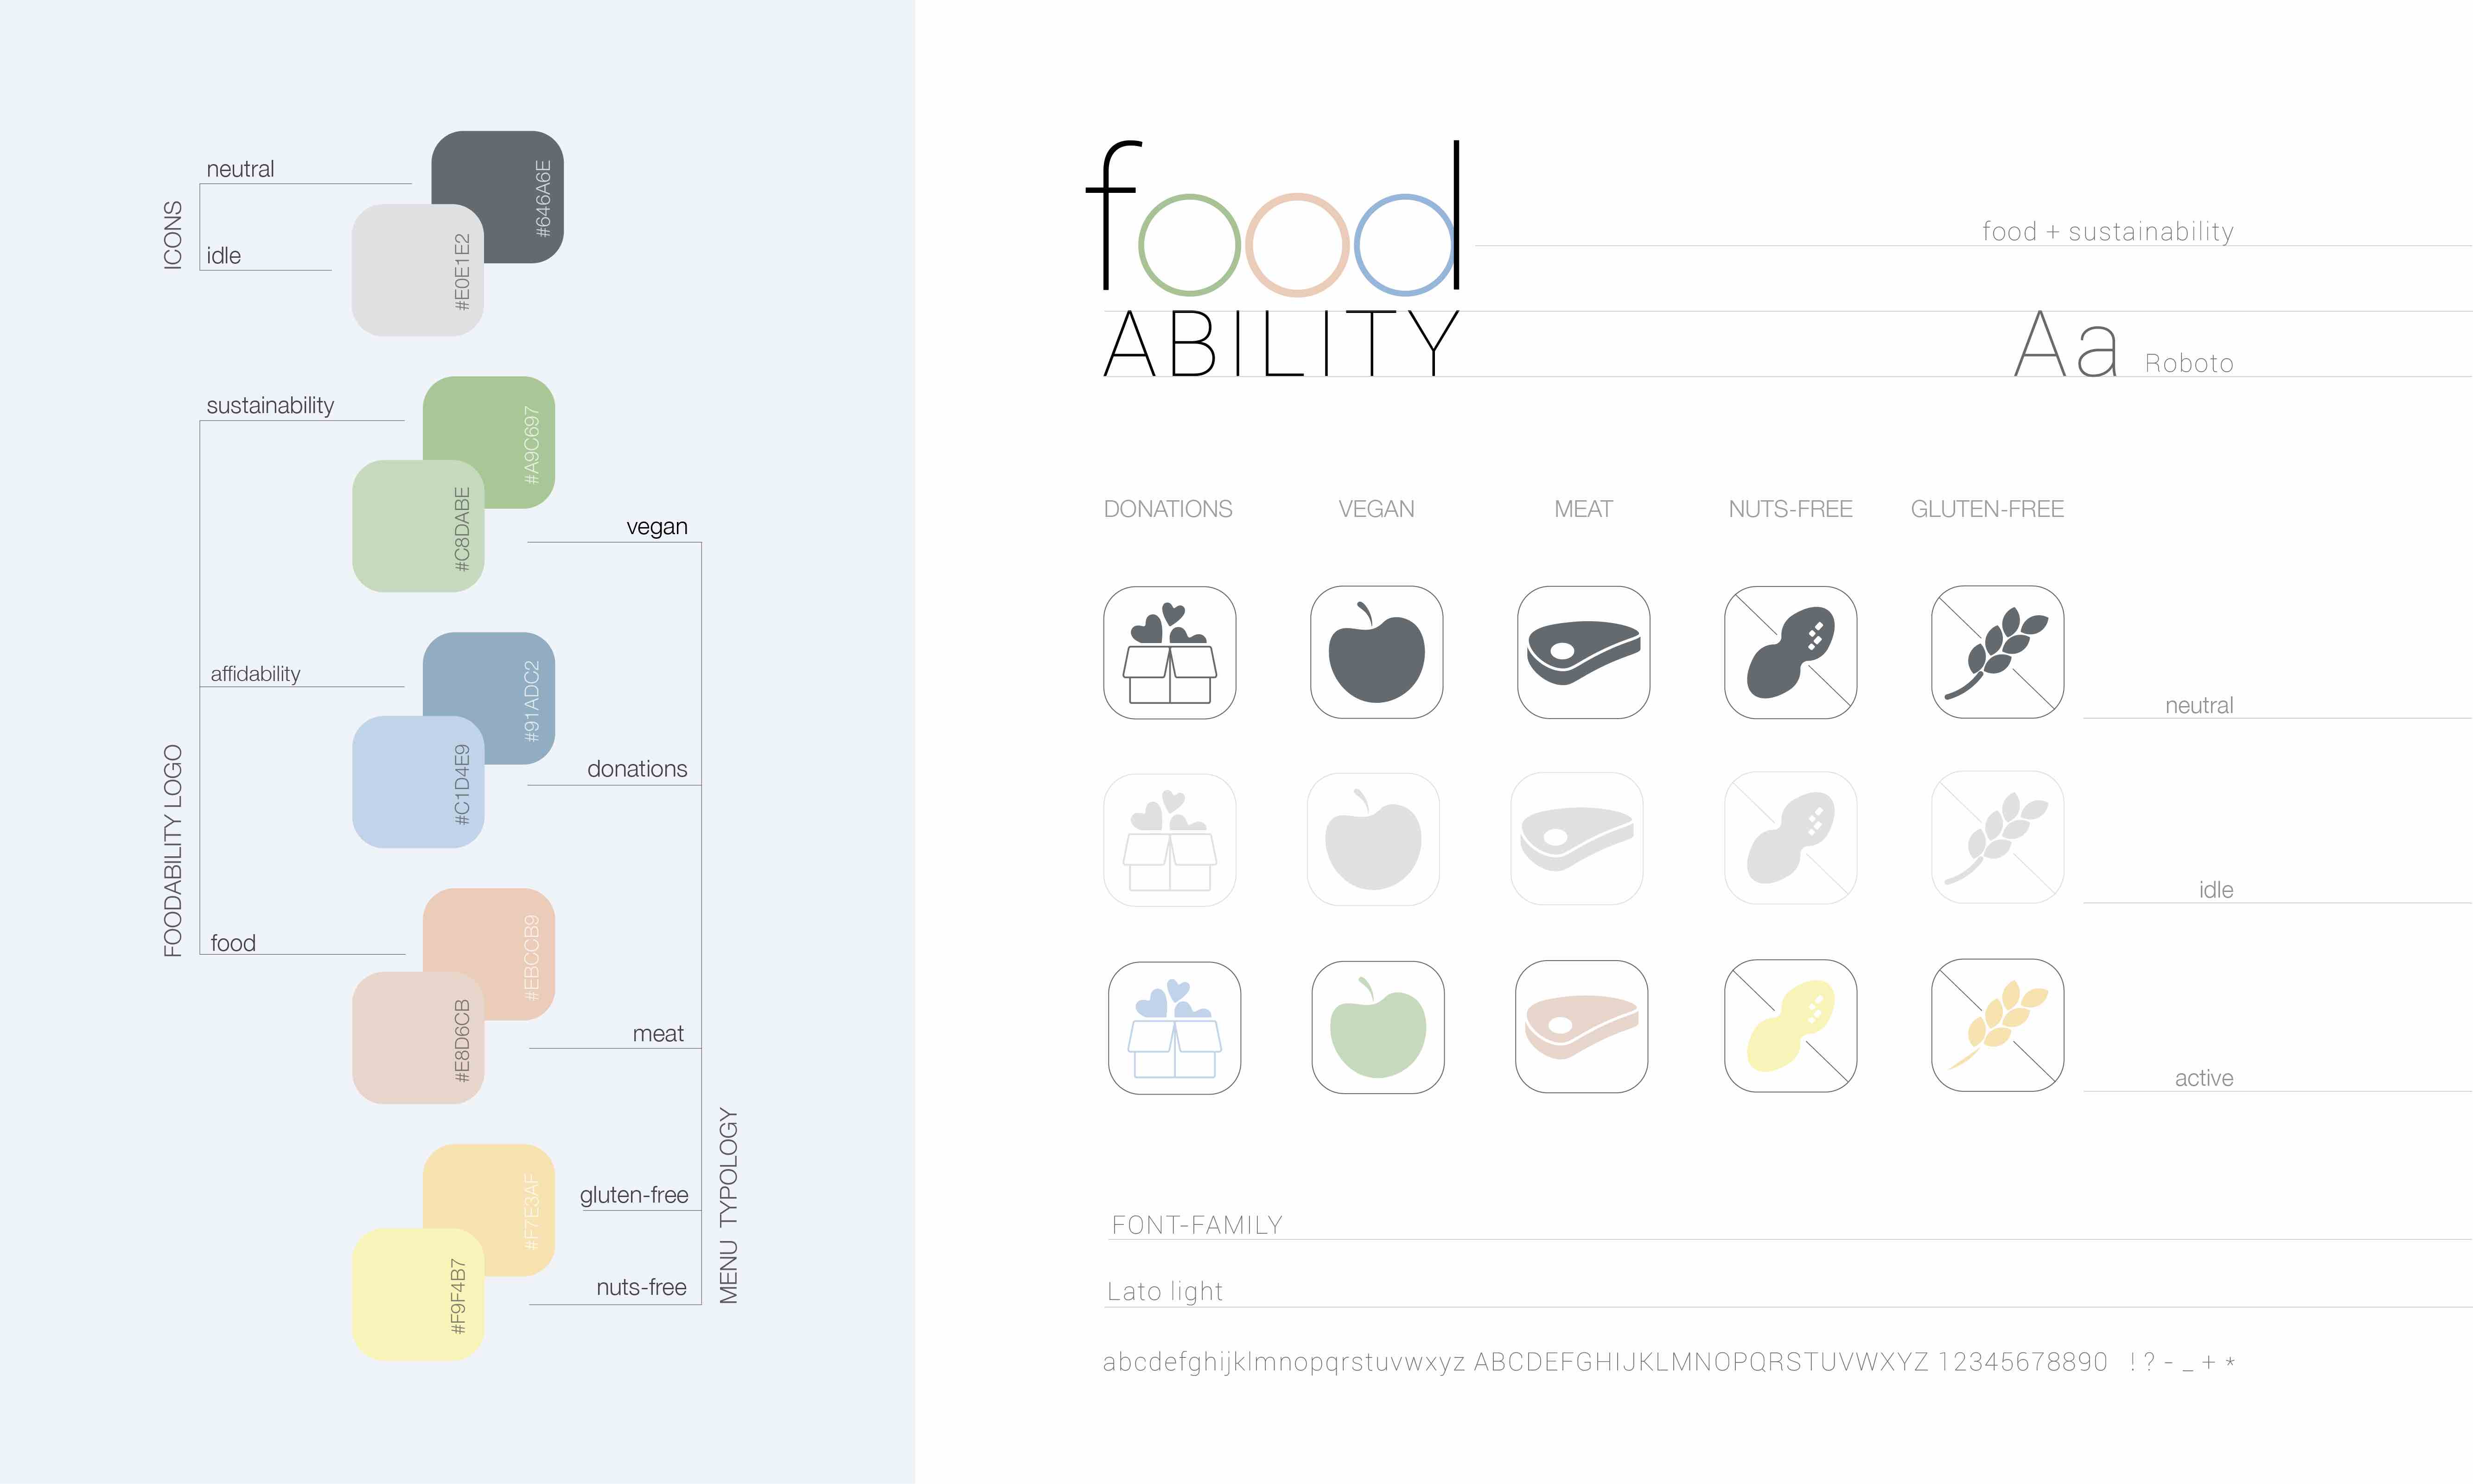 ICONS
neutral
#646A6E
idle
#E0E1E2
FOODABILITY LOGO
sustainability
#A9C697
#C8DABE
vegan
affidability
#91ADC2
#C1D4E9
donations
food
#EBCCB9
#E8D6CB
meat
MENU TYPOLOGY
gluten-free
#F7E3AF
nuts-free
#F9F4B7
foood
ABILITY
food + sustainability
Aa Roboto
DONATIONS VEGAN MEAT NUTS-FREE GLUTEN-FREE
neutral
idle
active
FONT-FAMILY
Lato light
abcdefghijklmnopqrstuvwxyz ABCDEFGHIJKLMNOPQRSTUVWXYZ 12345678890 ! ? - _ + *